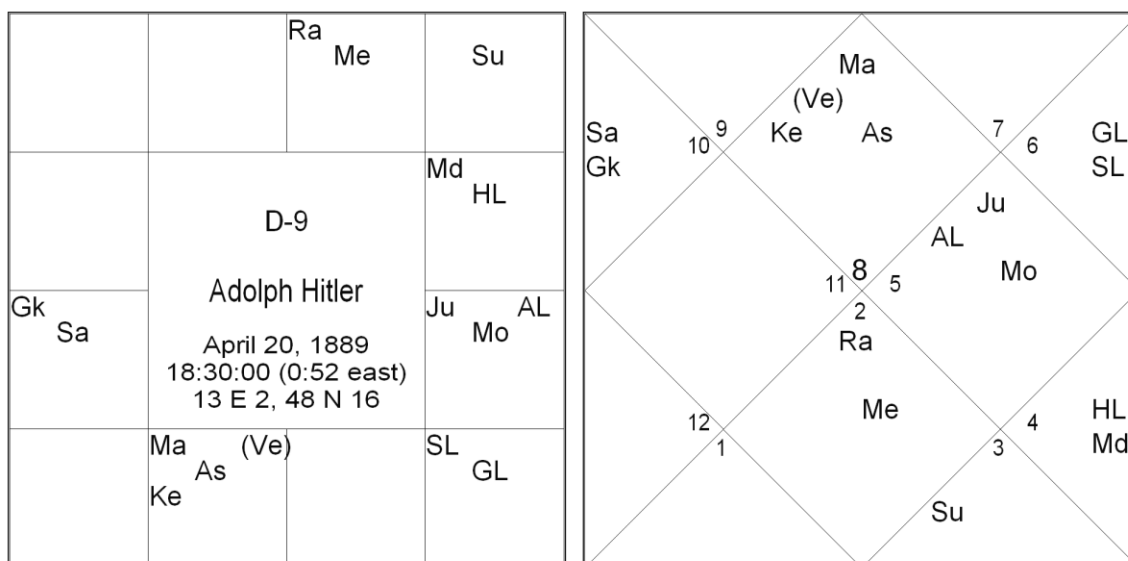 Ra
Me
Su
Md
HL
D-9
Adolph Hitler
April 20, 1889
18:30:00 (0:52 east)
13 E 2, 48 N 16
Gk
Sa
Ju AL
Mo
Ma (Ve)
As
Ke
SL
GL
Ma
(Ve)
Ke As
Sa
Gk
9
10
7
6
GL
SL
Ju
AL
Mo
8
11 5
2
Ra
Me
12
1
4
3
HL
Md
Su